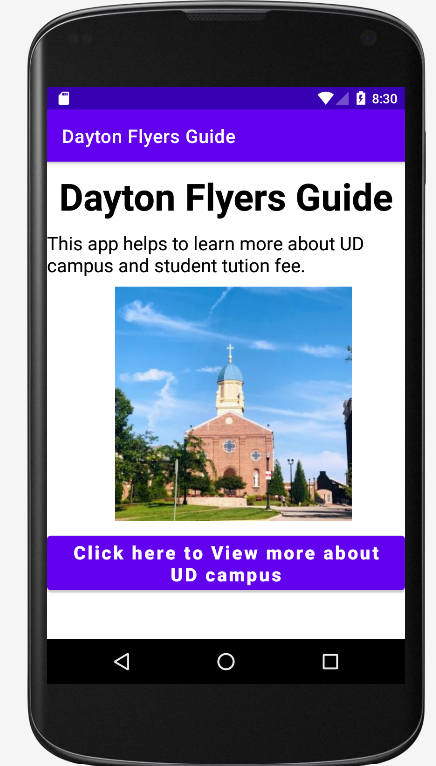 8:30
Dayton Flyers Guide
Dayton Flyers Guide
This app helps to learn more about UD
campus and student tution fee.
Click here to View more about
UD campus